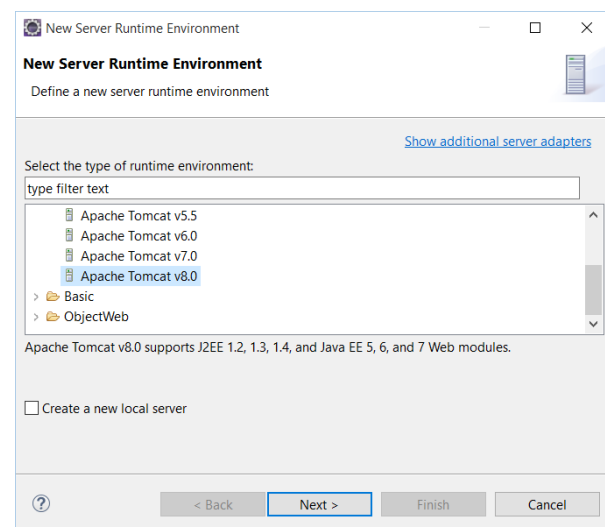 New Server Runtime Environment
New Server Runtime Environment
Define a new server runtime environment
Show additional server adapters
Select the type of runtime environment:
type filter text
Apache Tomcat v5.5
Apache Tomcat v6.0
Apache Tomcat v7.0
Apache Tomcat v8.0
Basic
ObjectWeb
Apache Tomcat v8.0 supports J2EE 1.2, 1.3, 1.4, and Java EE 5, 6, and 7 Web modules.
Create a new local server
? < Back Next > Finish Cancel